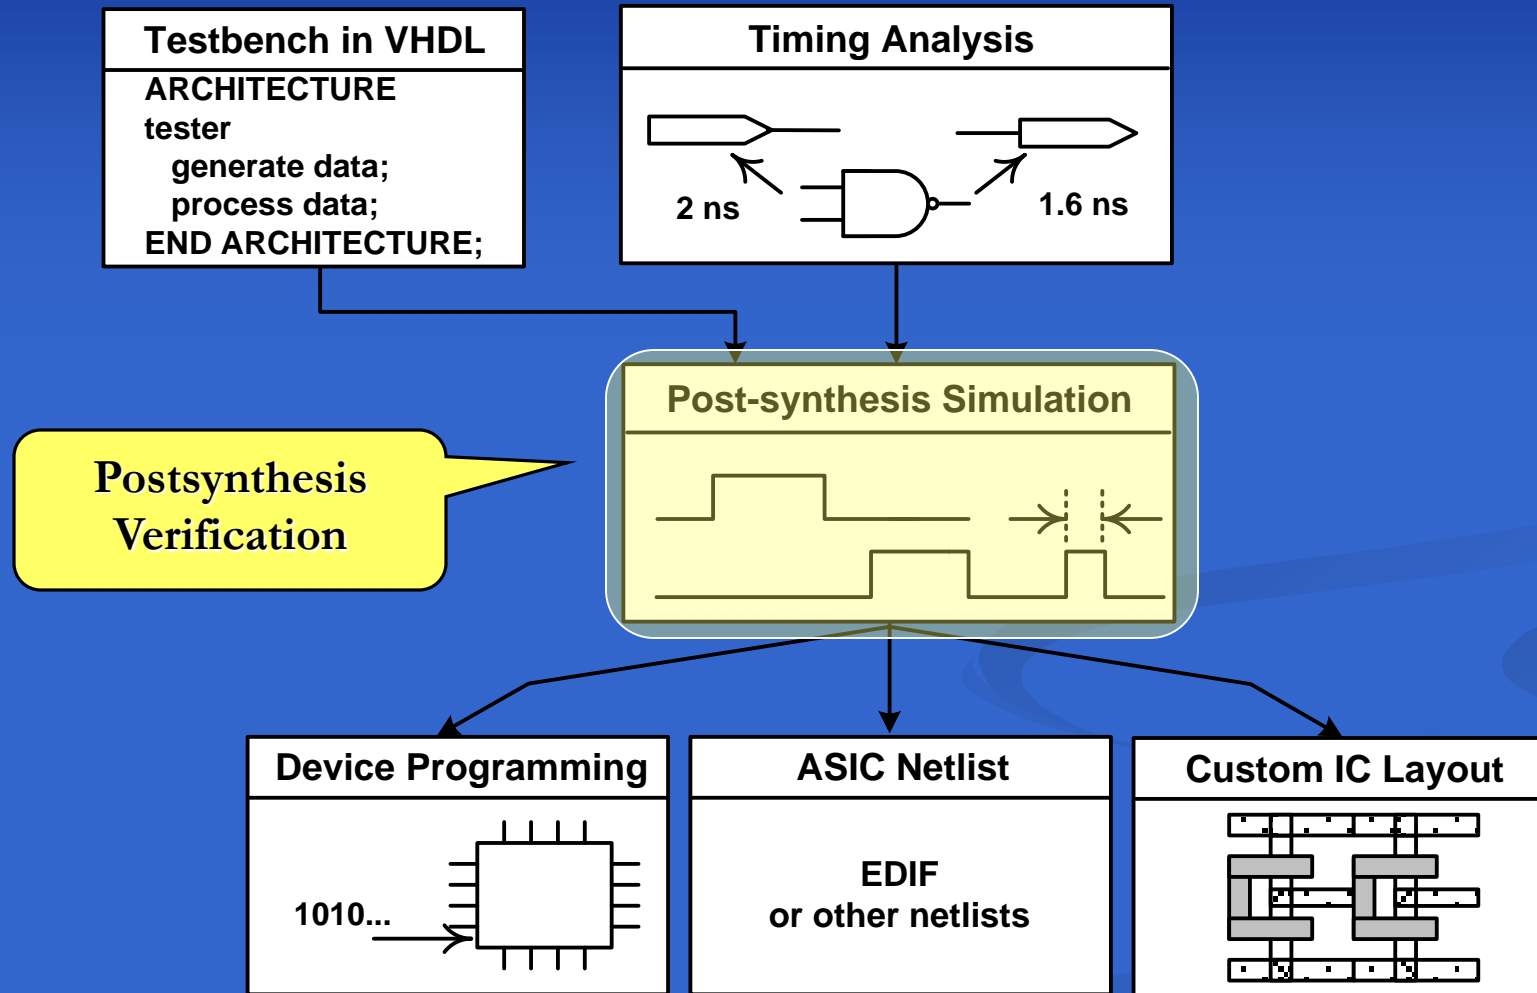 Testbench in VHDL
ARCHITECTURE
tester
generate data;
process data;
END ARCHITECTURE;
Timing Analysis
2 ns
1.6 ns
Post-synthesis Simulation
Postsynthesis
Verification
Device Programming
1010...
ASIC Netlist
EDIF
or other netlists
Custom IC Layout